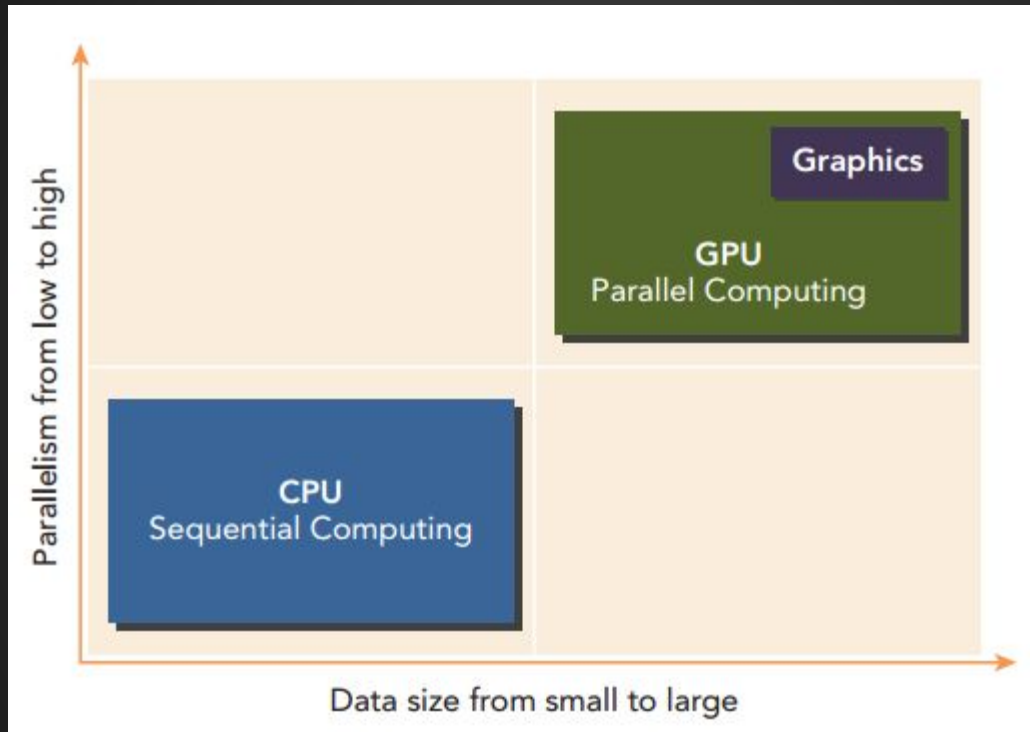 Parallelism from low to high
Graphics
GPU
Parallel Computing
CPU
Sequential Computing
Data size from small to large